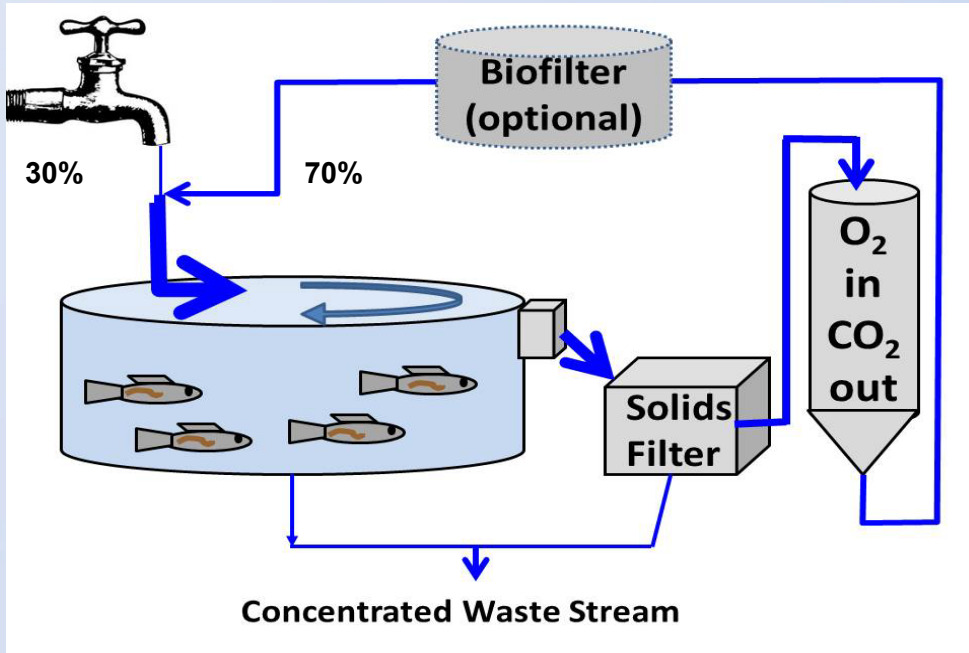 Biofilter
(optional)
30%
70%
O₂
in
CO₂
out
Solids
Filter
Concentrated Waste Stream